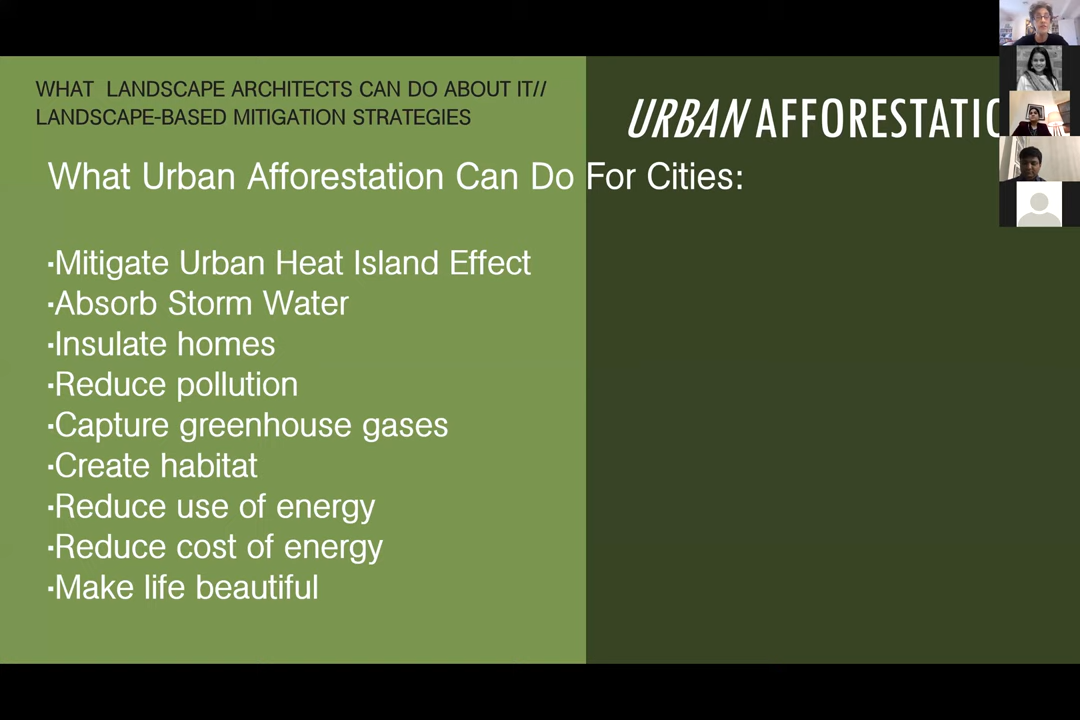 WHAT LANDSCAPE ARCHITECTS CAN DO ABOUT IT//
LANDSCAPE-BASED MITIGATION STRATEGIES
URBAN AFFORESTATIO
What Urban Afforestation Can Do For Cities:
·Mitigate Urban Heat Island Effect
·Absorb Storm Water
·Insulate homes
·Reduce pollution
·Capture greenhouse gases
·Create habitat
·Reduce use of energy
·Reduce cost of energy
·Make life beautiful